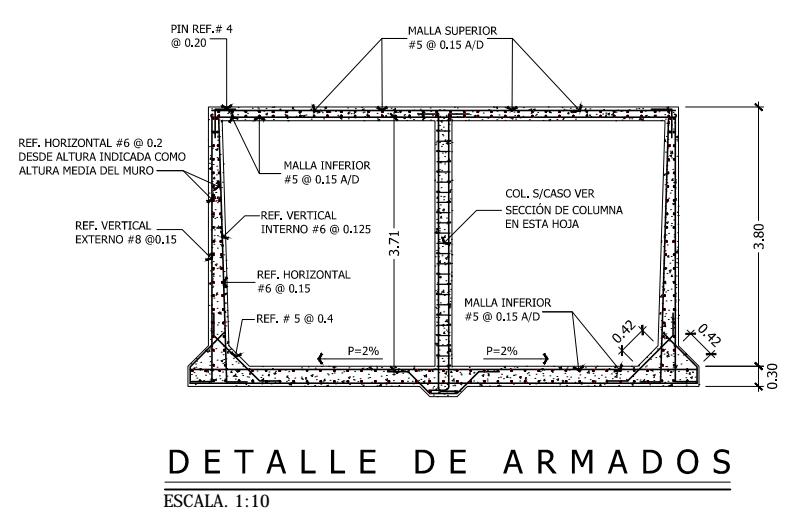 PIN REF.# 4
@ 0.20
MALLA SUPERIOR
#5 @ 0.15 A/D
REF. HORIZONTAL #6 @ 0.2
DESDE ALTURA INDICADA COMO
ALTURA MEDIA DEL MURO
MALLA INFERIOR
#5 @ 0.15 A/D
COL. S/CASO VER
SECCIÓN DE COLUMNA
EN ESTA HOJA
REF. VERTICAL
EXTERNO #8 @0.15
REF. VERTICAL
INTERNO #6 @ 0.125
3.71
3.80
REF. HORIZONTAL
#6 @ 0.15
MALLA INFERIOR
#5 @ 0.15 A/D
REF. # 5 @ 0.4
0.42
0.42
P=2%
P=2%
0.30
DETALLE DE ARMADOS
ESCALA. 1:10